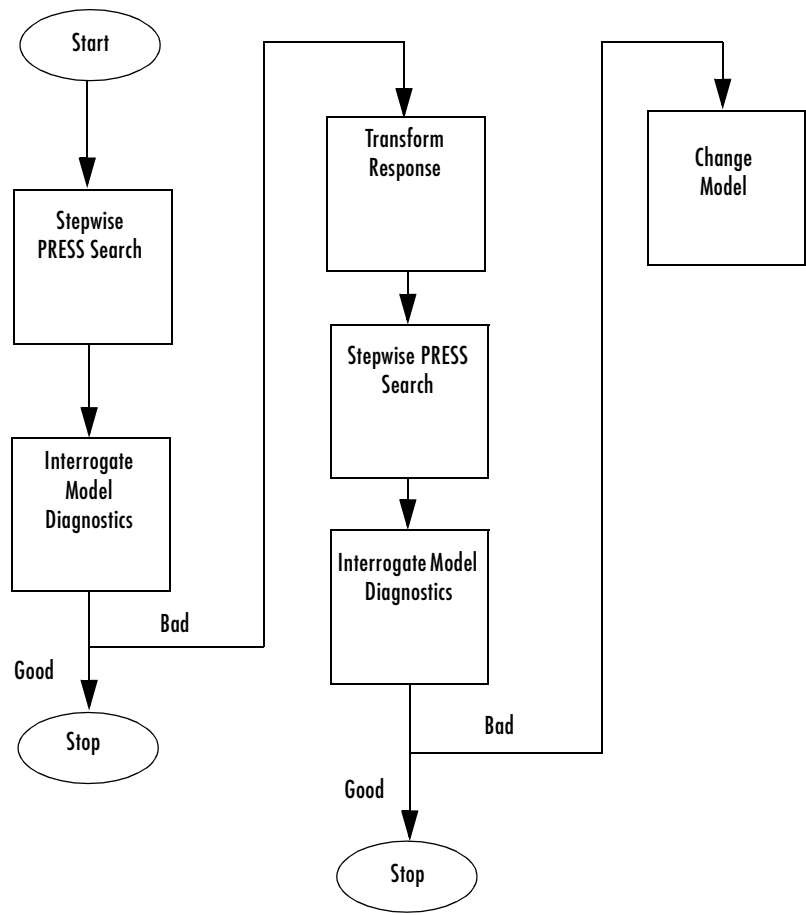 Start
Stepwise
PRESS Search
Interrogate
Model
Diagnostics
Bad
Good
Stop
Transform
Response
Stepwise PRESS
Search
Interrogate Model
Diagnostics
Bad
Good
Stop
Change
Model